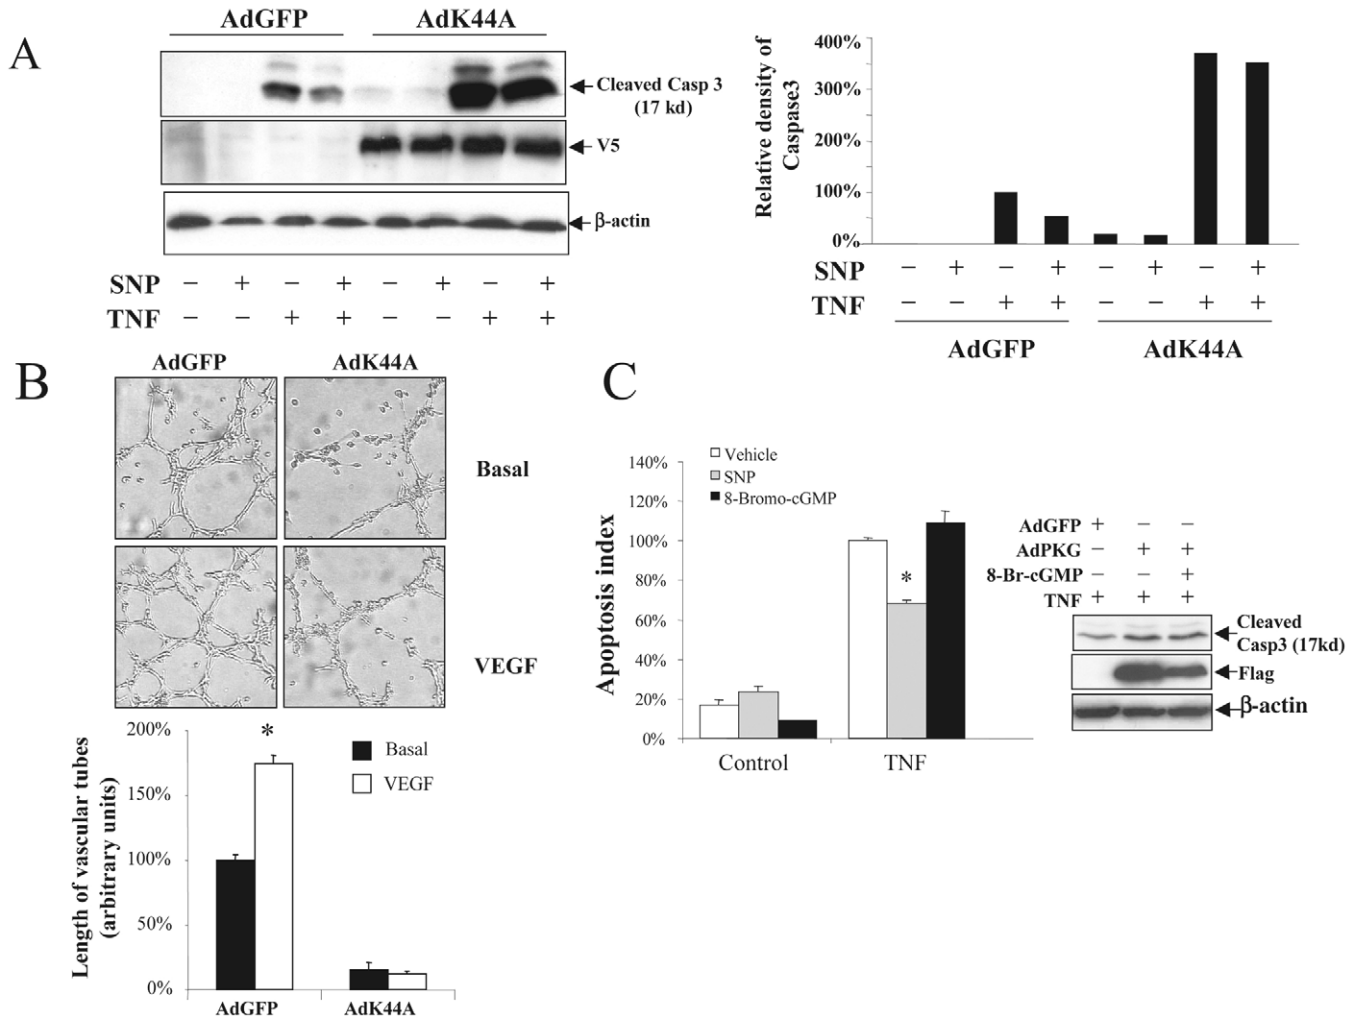 A
AdGFP AdK44A
Cleaved Casp 3
(17 kd)
V5
β-actin
SNP − + − + − + − +
TNF − − + + − − + +
Relative density of
Caspase3
400%
300%
200%
100%
0%
SNP − + − + − + − +
TNF − − + + − − + +
AdGFP AdK44A
B
AdGFP AdK44A
Basal
VEGF
Length of vascular tubes
(arbitrary units)
200%
150%
100%
50%
0%
*
Basal
VEGF
AdGFP AdK44A
C
Apoptosis index
140%
120%
100%
80%
60%
40%
20%
0%
Vehicle
SNP
8-Bromo-cGMP
*
Control TNF
AdGFP + − −
AdPKG − + +
8-Br-cGMP − − +
TNF + + +
Cleaved
Casp3 (17kd)
Flag
β-actin